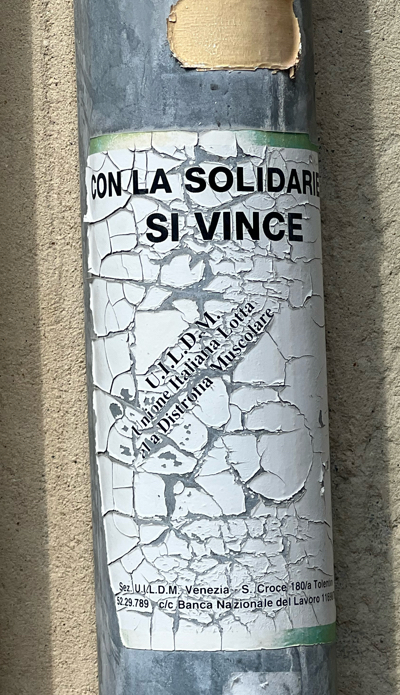 CON LA SOLIDARIE
SI VINCE
U.I.L.D.M.
Unione Italiana Lotta
alla Distrofia Muscolare
Sez. U.I.L.D.M. Venezia - S. Croce 180/a Tolen
52.29.789 c/c Banca Nazionale del Lavoro